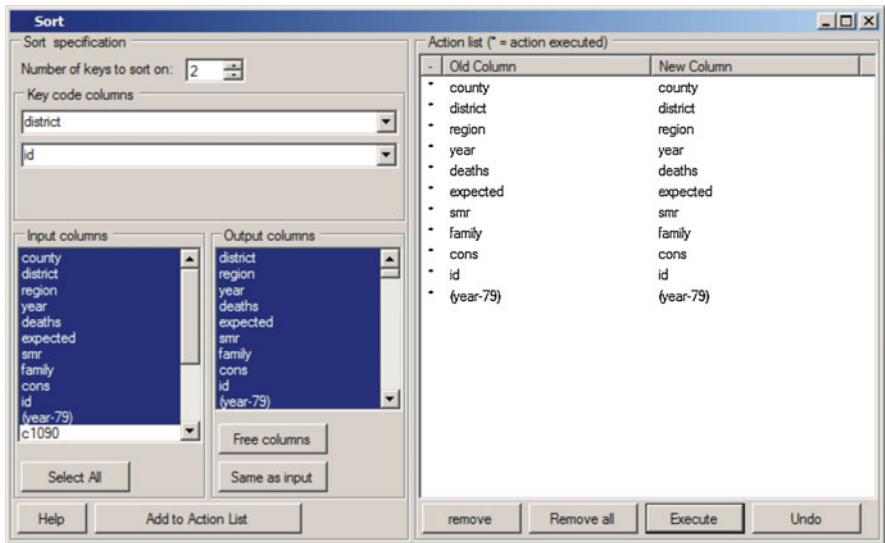 Sort
Sort specification
Number of keys to sort on: 2
Key code columns
district
id
Input columns
county
district
region
year
deaths
expected
smr
family
cons
id
(year-79)
c1090
Select All
Output columns
district
region
year
deaths
expected
smr
family
cons
id
(year-79)
Free columns
Same as input
Help
Add to Action List
Action list (* = action executed)
- Old Column New Column
* county county
* district district
* region region
* year year
* deaths deaths
* expected expected
* smr smr
* family family
* cons cons
* id id
* (year-79) (year-79)
remove Remove all Execute Undo